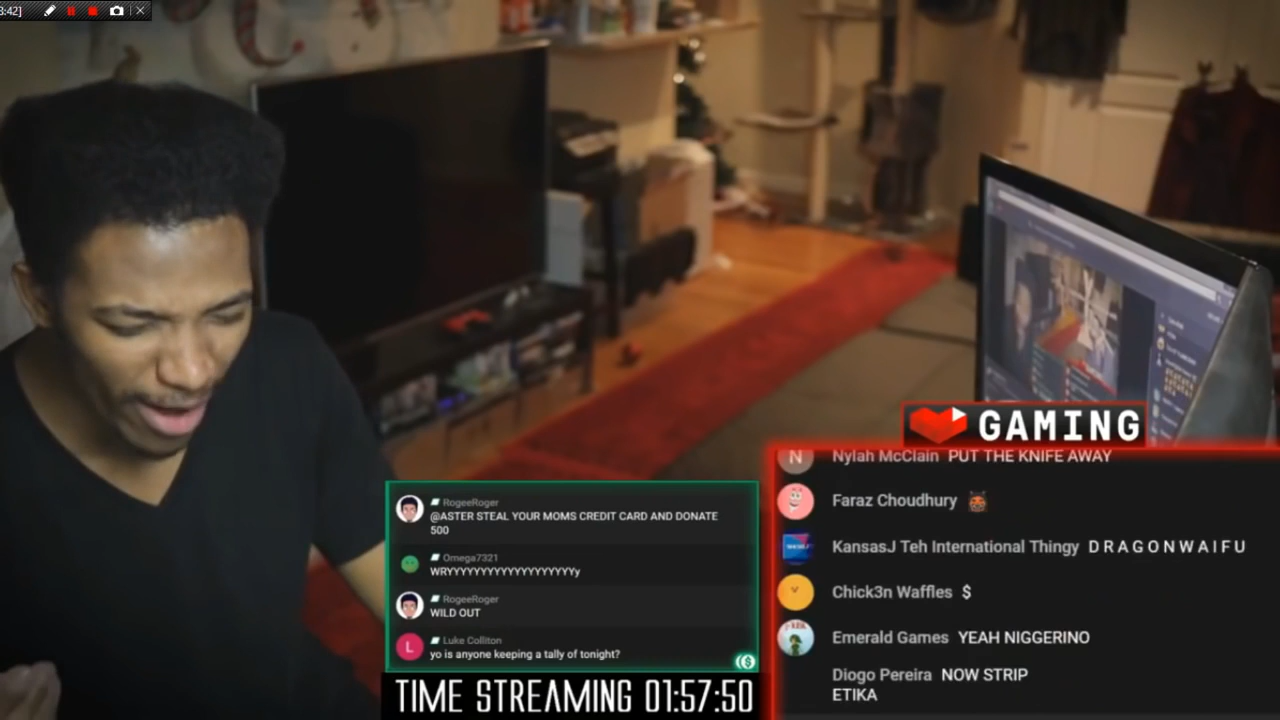 3:42]
GAMING
Nylah McClain PUT THE KNIFE AWAY
Faraz Choudhury
KansasJ Teh International Thingy D R A G O N W A I F U
Chick3n Waffles $
Emerald Games YEAH NIGGERINO
Diogo Pereira NOW STRIP
ETIKA
RogeeRoger
@ASTER STEAL YOUR MOMS CREDIT CARD AND DONATE
500
Omega7321
WRYYYYYYYYYYYYYYYYYYYy
RogeeRoger
WILD OUT
Luke Colliton
yo is anyone keeping a tally of tonight?
TIME STREAMING 01:57:50